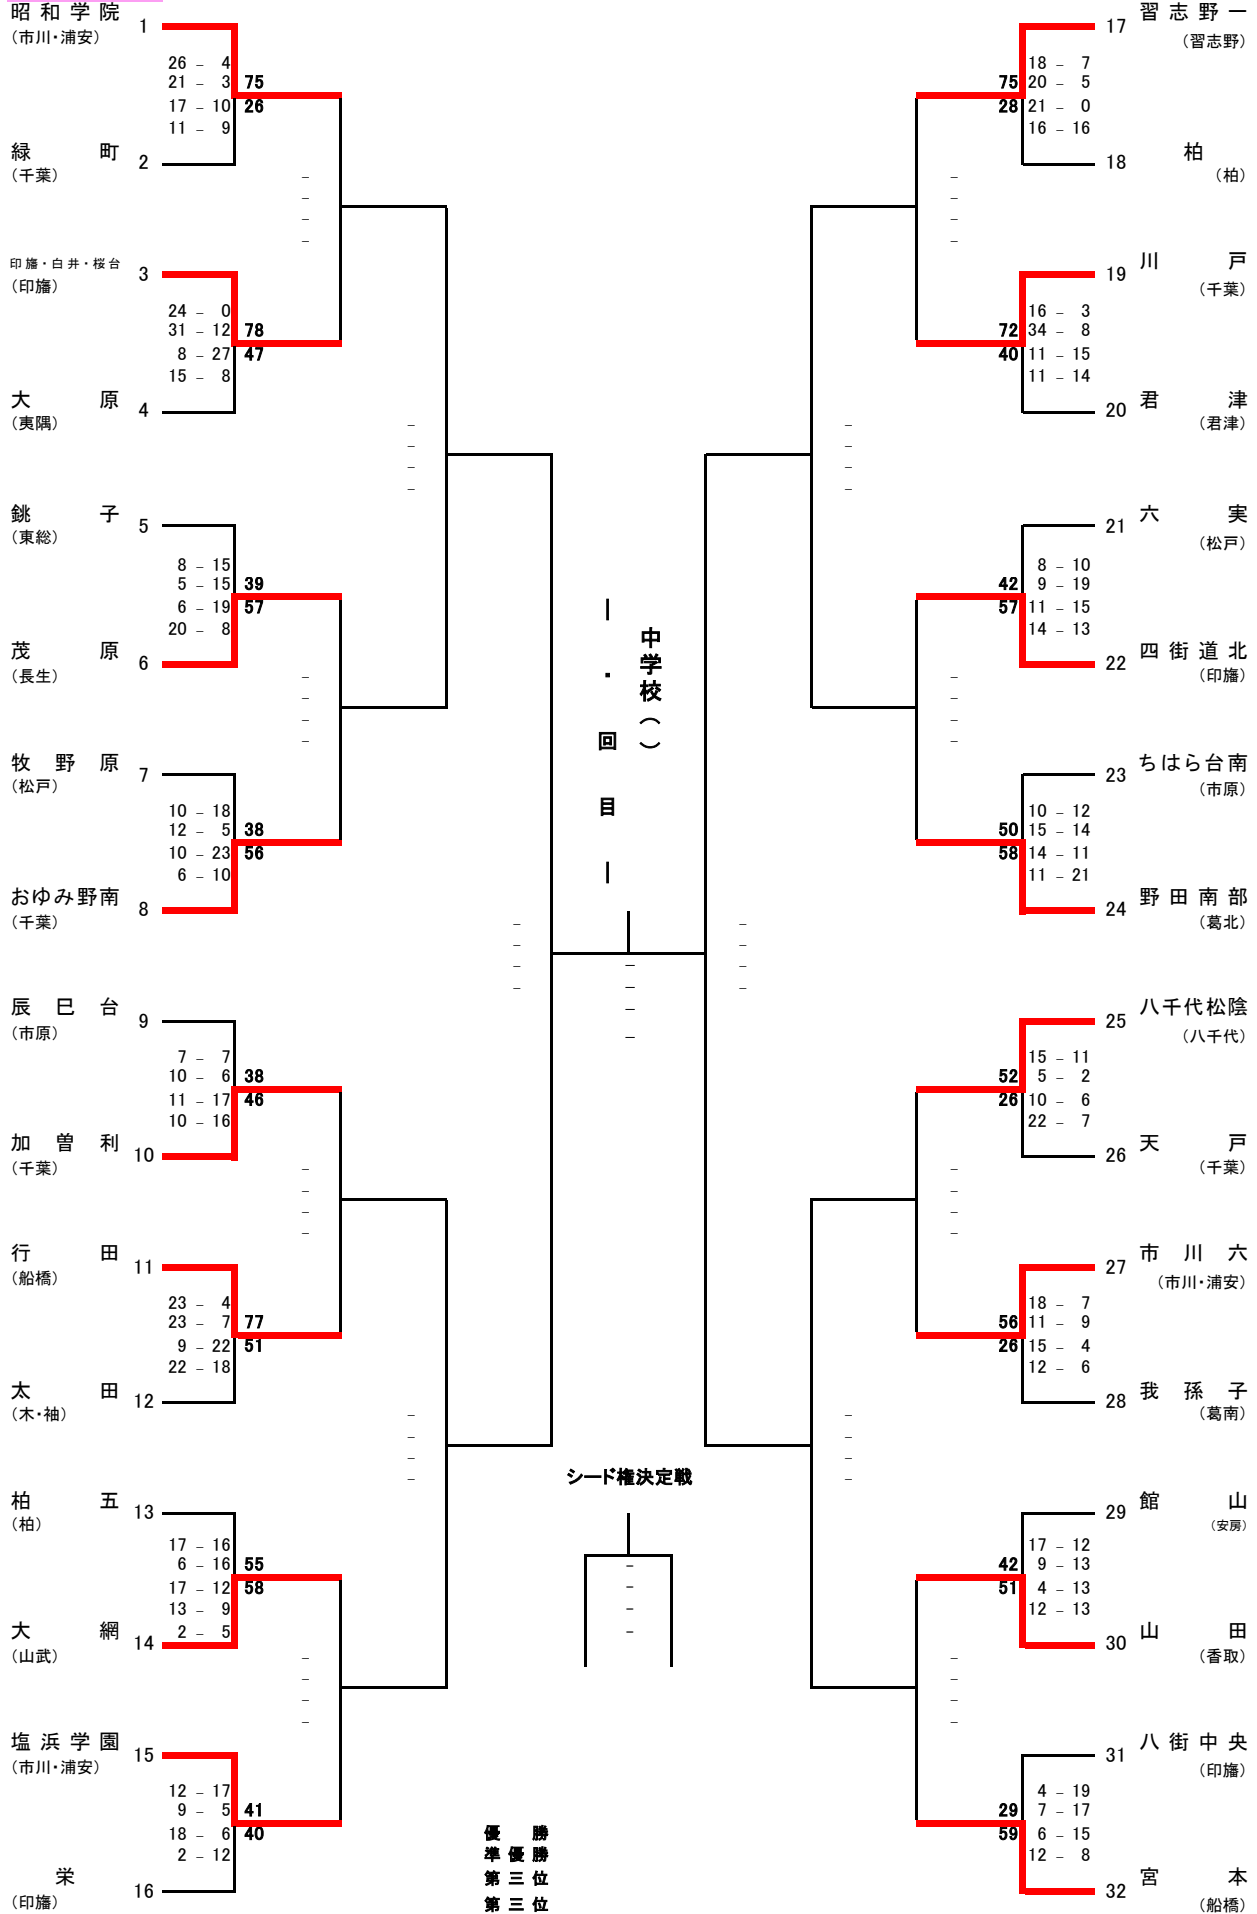 昭和学院 1
(市川・浦安)
26 － 4
21 － 3 75
17 － 10 26
11 － 9
緑町 2
(千葉)
印旛・白井・桜台 3
(印旛)
24 － 0
31 － 12 78
8 － 27 47
15 － 8
大原 4
(夷隅)
銚子 5
(東総)
8 － 15
5 － 15 39
6 － 19 57
20 － 8
茂原 6
(長生)
牧野原 7
(松戸)
10 － 18
12 － 5 38
10 － 23 56
6 － 10
おゆみ野南 8
(千葉)
辰巳台 9
(市原)
7 － 7
10 － 6 38
11 － 17 46
10 － 16
加曽利 10
(千葉)
行田 11
(船橋)
23 － 4
23 － 7 77
9 － 22 51
22 － 18
太田 12
(木・袖)
柏五 13
(柏)
17 － 16
6 － 16 55
17 － 12 58
13 － 9
2 － 5
大網 14
(山武)
塩浜学園 15
(市川・浦安)
12 － 17
9 － 5 41
18 － 6 40
2 － 12
栄 16
(印旛)
中学校（ ）
ー ・ 回目 ー
シード権決定戦
優勝
準優勝
第三位
第三位
17 習志野一
(習志野)
18 － 7
75 20 － 5
28 21 － 0
16 － 16
18 柏
(柏)
19 川戸
(千葉)
16 － 3
72 34 － 8
40 11 － 15
11 － 14
20 君津
(君津)
21 六実
(松戸)
8 － 10
42 9 － 19
57 11 － 15
14 － 13
22 四街道北
(印旛)
23 ちはら台南
(市原)
10 － 12
50 15 － 14
58 14 － 11
11 － 21
24 野田南部
(葛北)
25 八千代松陰
(八千代)
15 － 11
52 5 － 2
26 10 － 6
22 － 7
26 天戸
(千葉)
27 市川六
(市川・浦安)
18 － 7
56 11 － 9
26 15 － 4
12 － 6
28 我孫子
(葛南)
29 館山
(安房)
17 － 12
42 9 － 13
51 4 － 13
12 － 13
30 山田
(香取)
31 八街中央
(印旛)
4 － 19
29 7 － 17
59 6 － 15
12 － 8
32 宮本
(船橋)